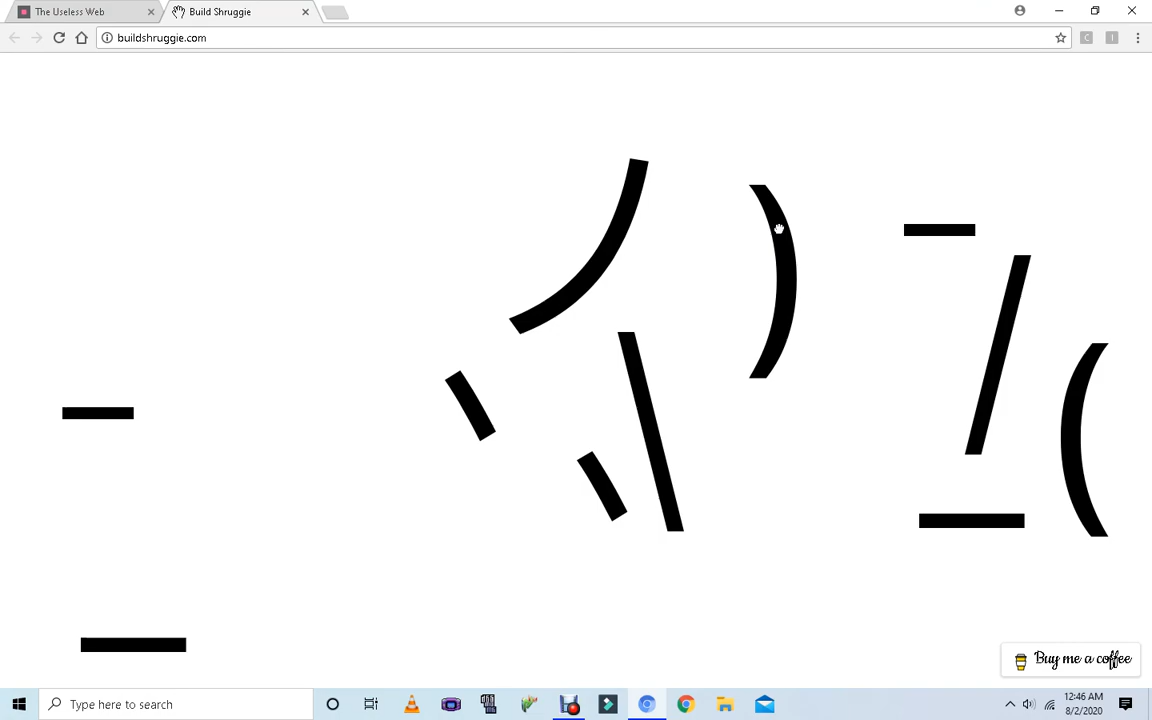 The Useless Web
Build Shruggie
buildshruggie.com
Buy me a coffee
Type here to search
12:46 AM
8/2/2020